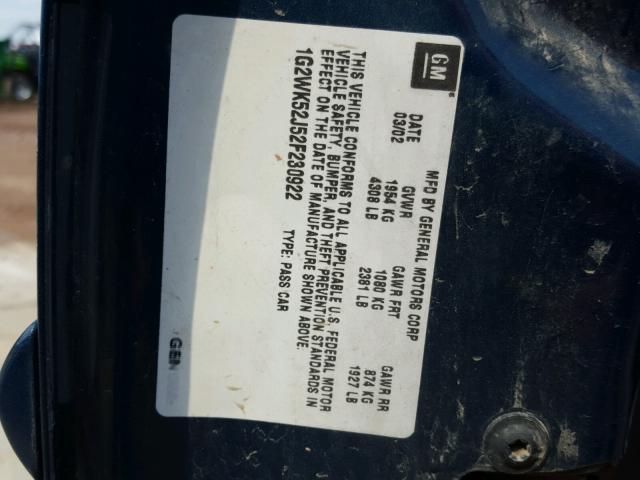 GM
MFD BY GENERAL MOTORS CORP
DATE GVWR GAWR FRT GAWR RR
03/02 1954 KG 1080 KG 874 KG
4308 LB 2381 LB 1927 LB
THIS VEHICLE CONFORMS TO ALL APPLICABLE U.S. FEDERAL MOTOR
VEHICLE SAFETY, BUMPER, AND THEFT PREVENTION STANDARDS IN
EFFECT ON THE DATE OF MANUFACTURE SHOWN ABOVE.
1G2WK52J52F230922 TYPE: PASS CAR
GEN